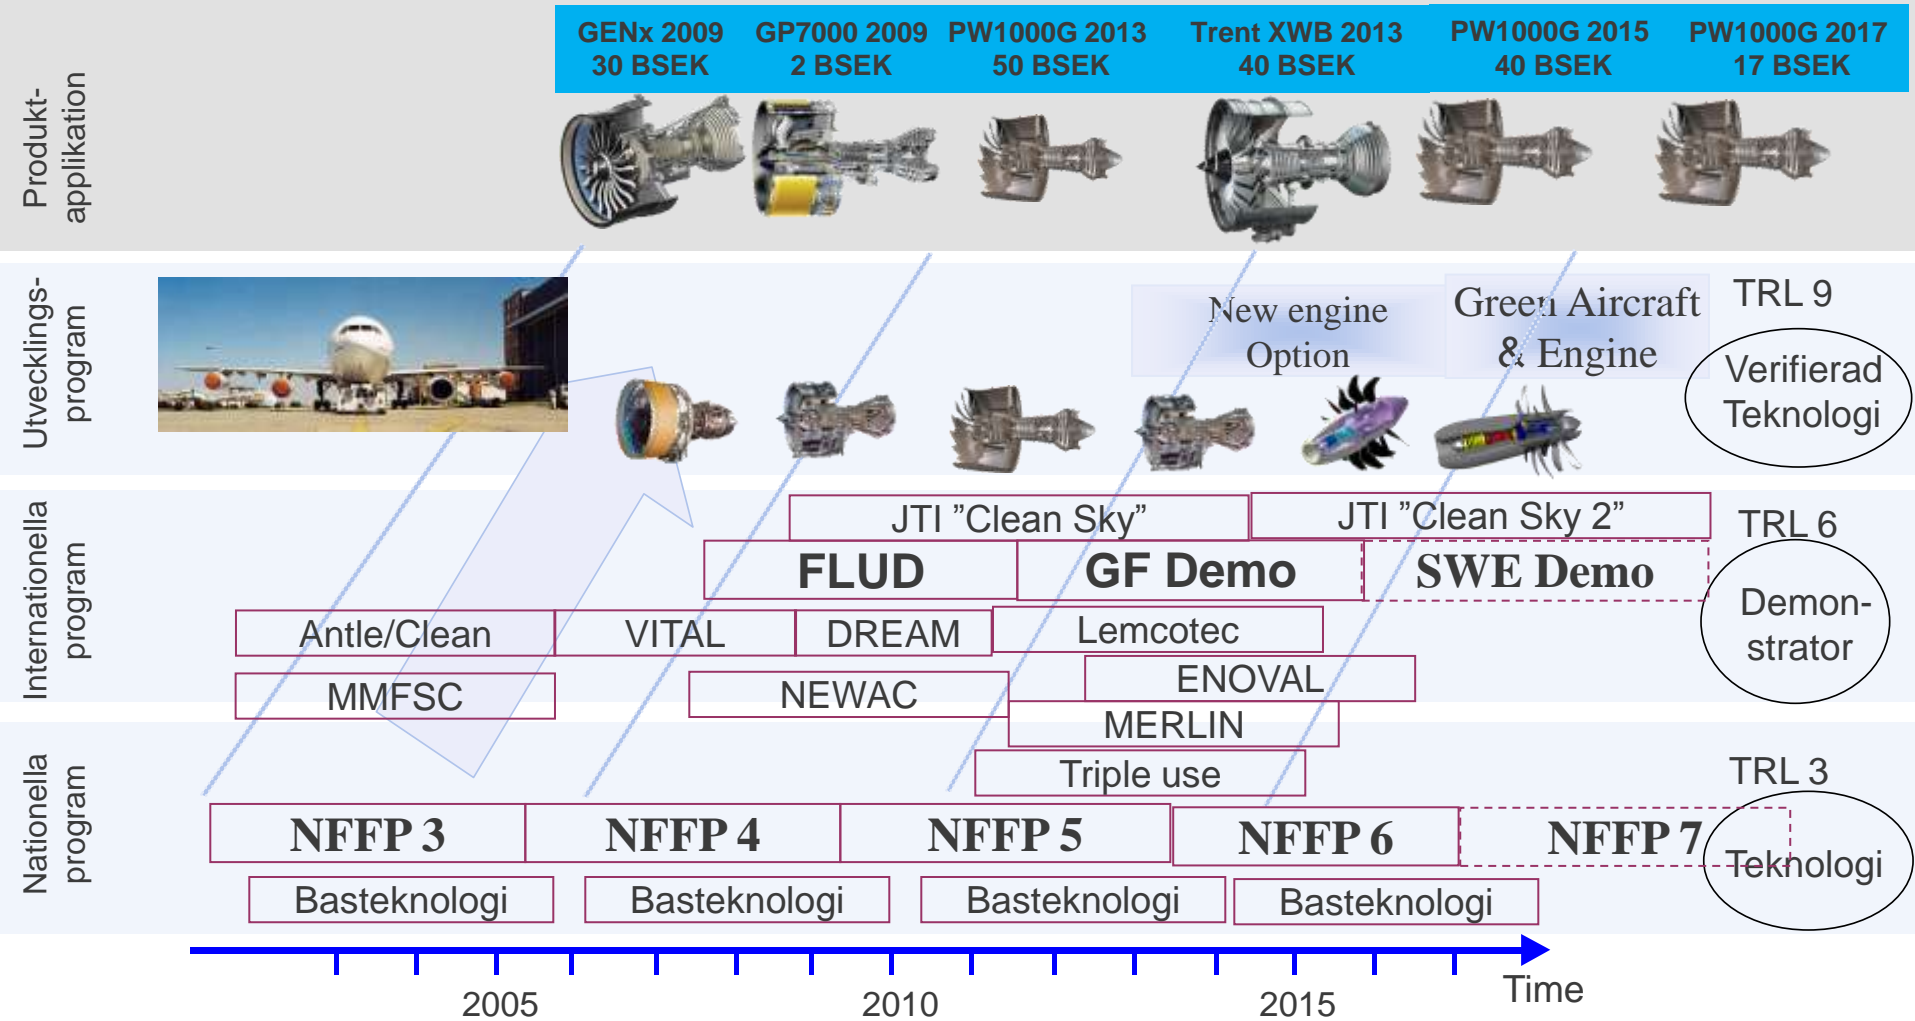 GENx 2009
30 BSEK
GP7000 2009
2 BSEK
PW1000G 2013
50 BSEK
Trent XWB 2013
40 BSEK
PW1000G 2015
40 BSEK
PW1000G 2017
17 BSEK
Produkt-
applikation
Utvecklings-
program
New engine
Option
Green Aircraft
& Engine
TRL 9
Verifierad
Teknologi
Internationella
program
JTI ”Clean Sky”
JTI ”Clean Sky 2”
TRL 6
FLUD
GF Demo
SWE Demo
Demon-
strator
Antle/Clean
VITAL
DREAM
Lemcotec
MMFSC
NEWAC
ENOVAL
MERLIN
Nationella
program
Triple use
TRL 3
NFFP 3
NFFP 4
NFFP 5
NFFP 6
NFFP 7
Teknologi
Basteknologi
Basteknologi
Basteknologi
Basteknologi
2005
2010
2015
Time